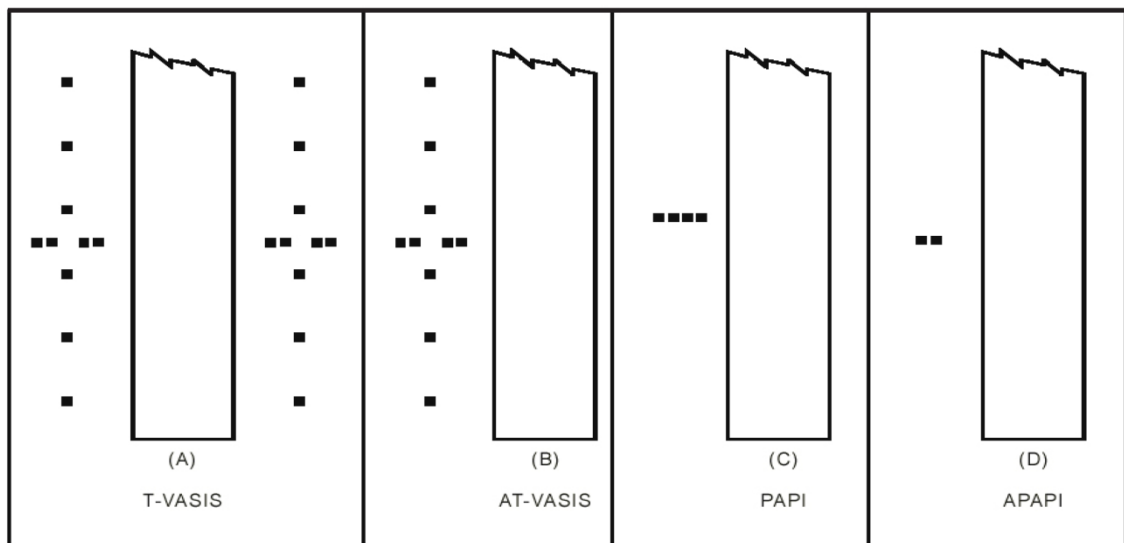 (A)
T-VASIS
(B)
AT-VASIS
(C)
PAPI
(D)
APAPI